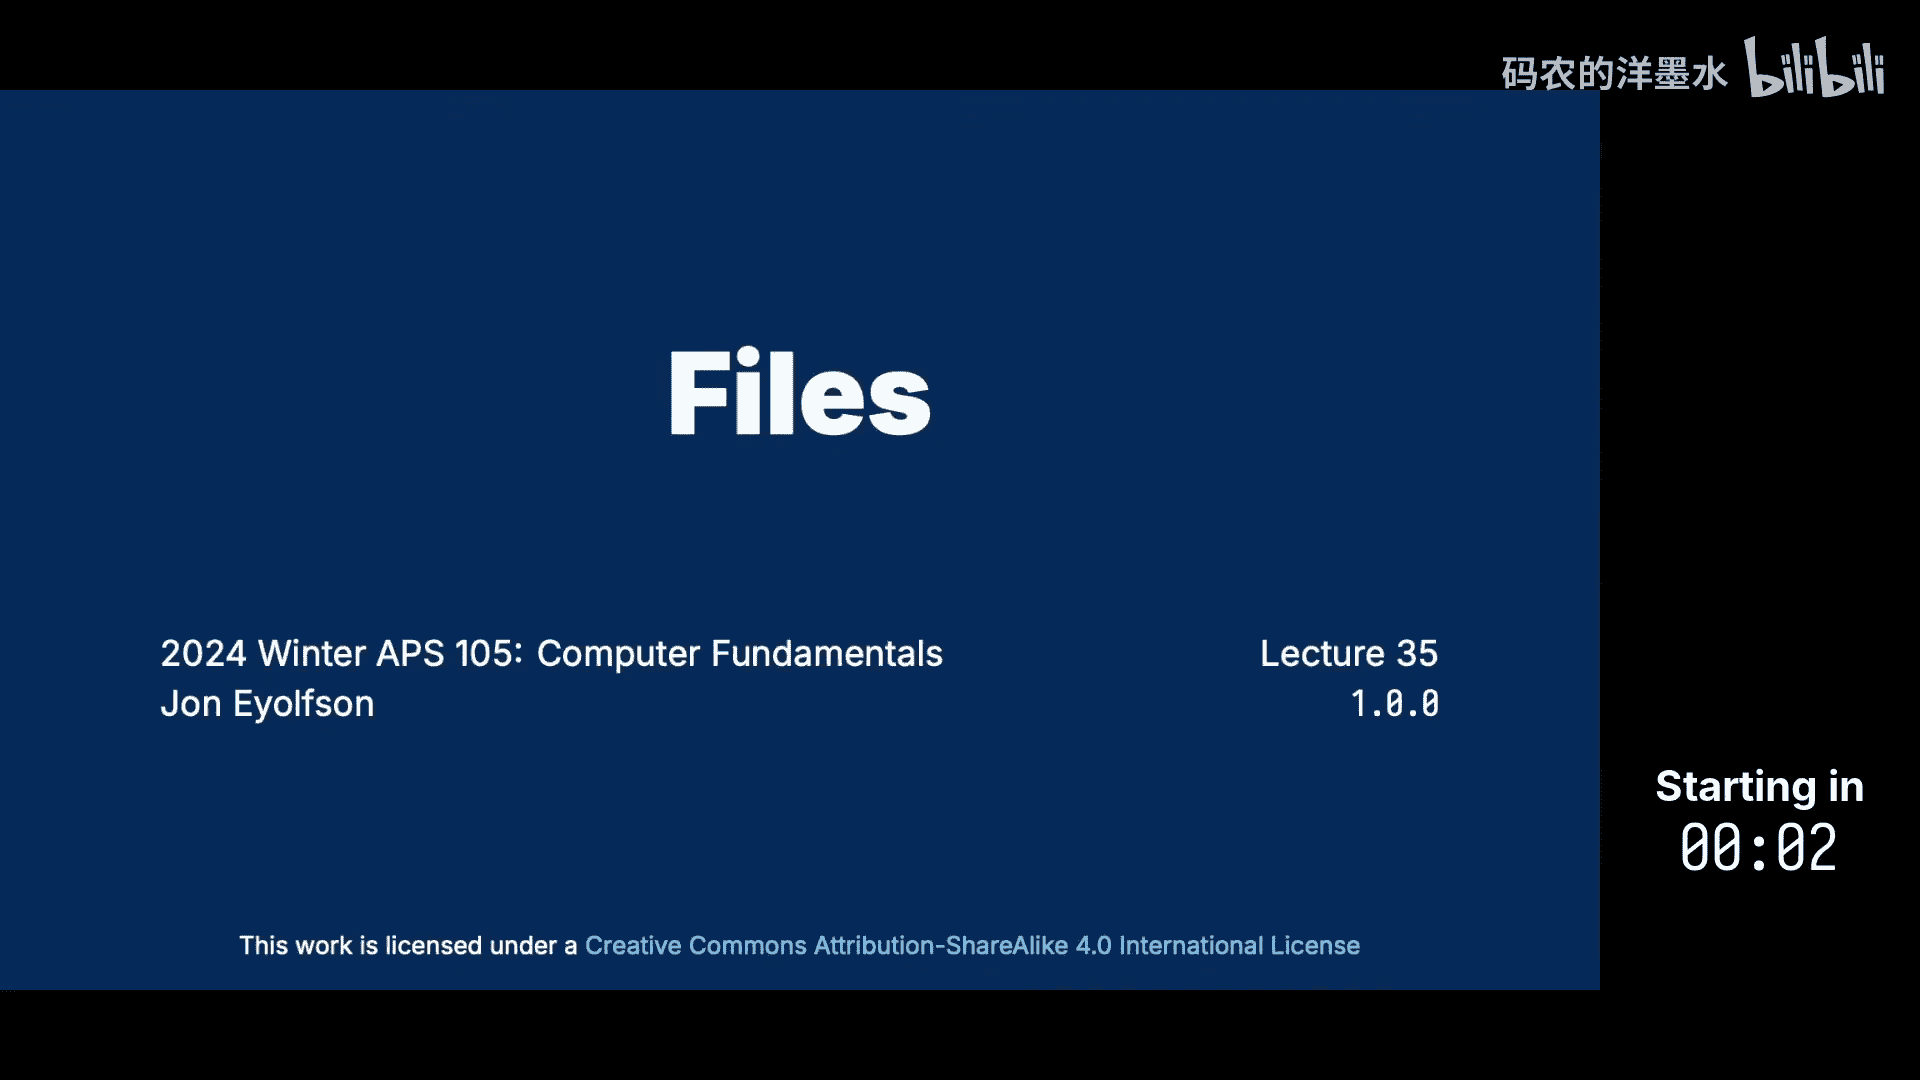 码农的洋墨水 bilibili
Files
2024 Winter APS 105: Computer Fundamentals
Jon Eyolfson
Lecture 35
1.0.0
Starting in
00:02
This work is licensed under a Creative Commons Attribution-ShareAlike 4.0 International License